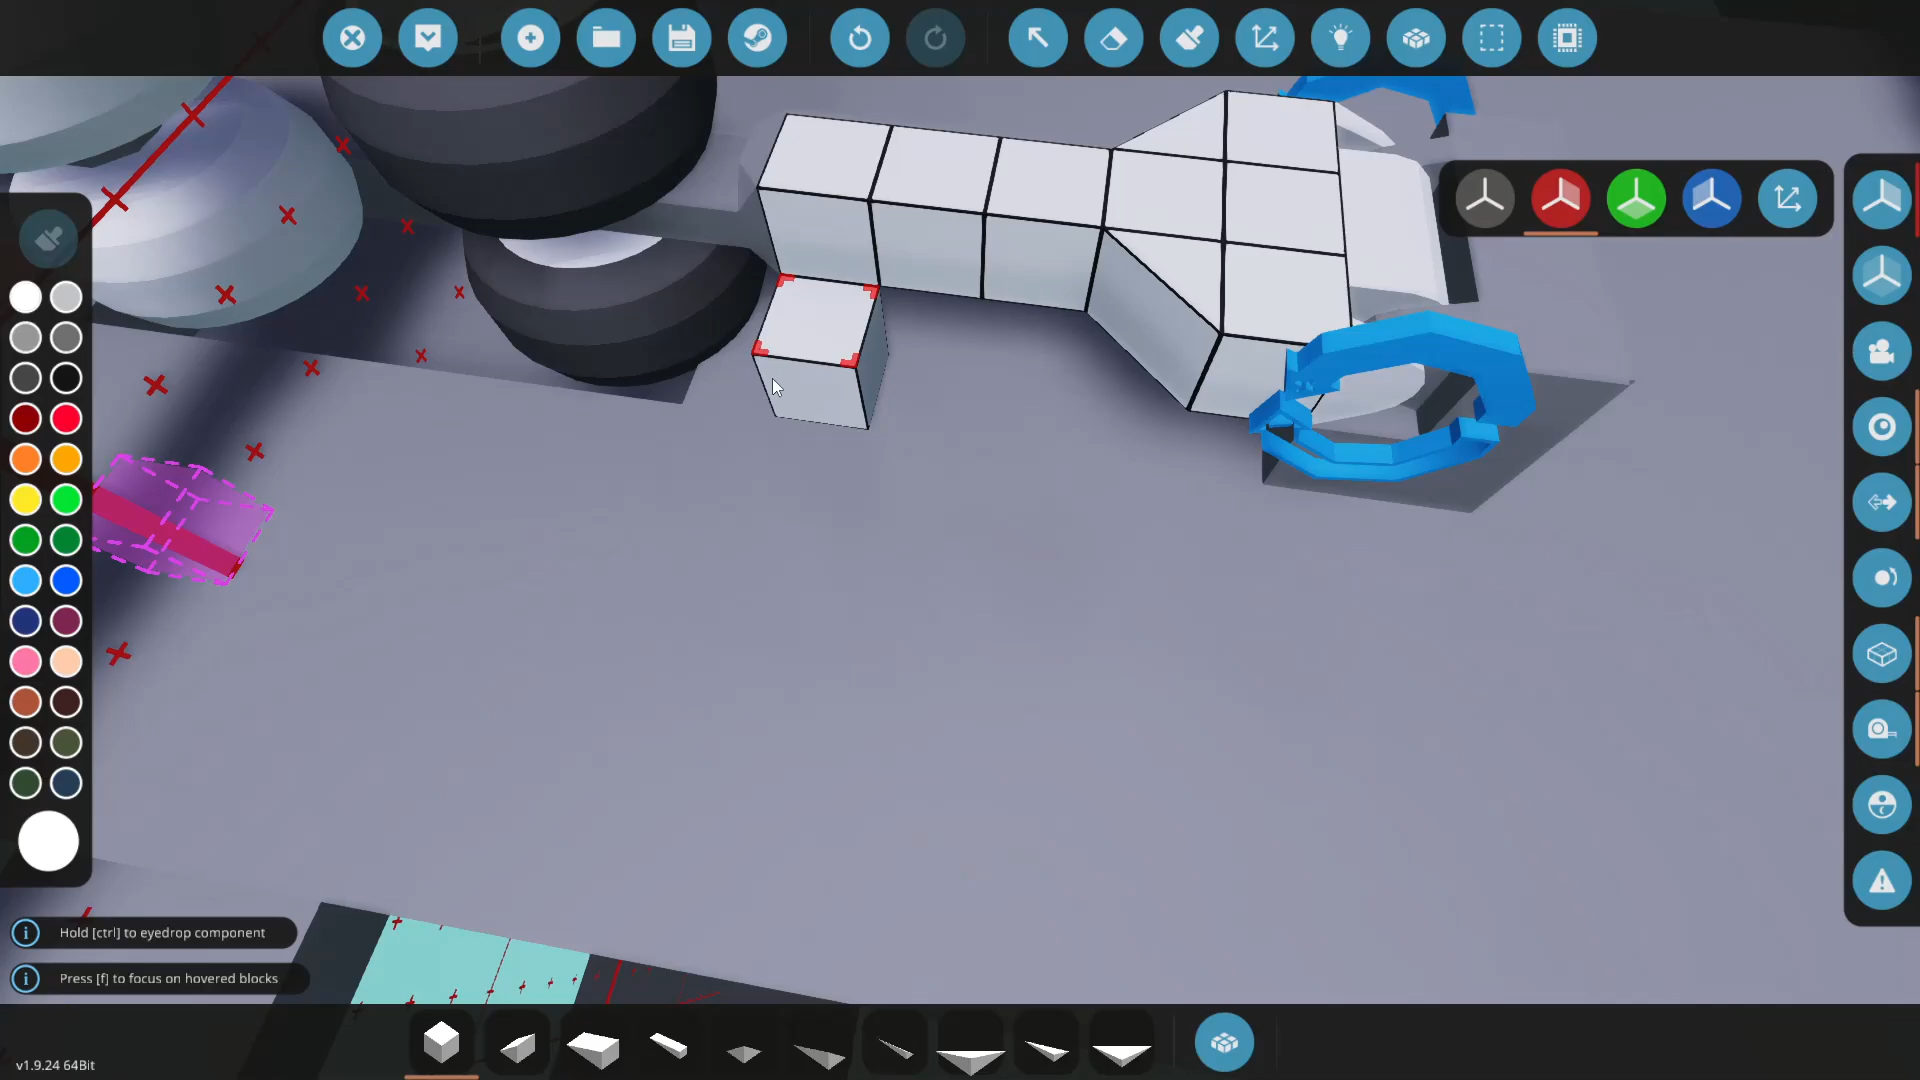 Hold [ctrl] to eyedrop component
Press [f] to focus on hovered blocks
v1.9.24 64Bit